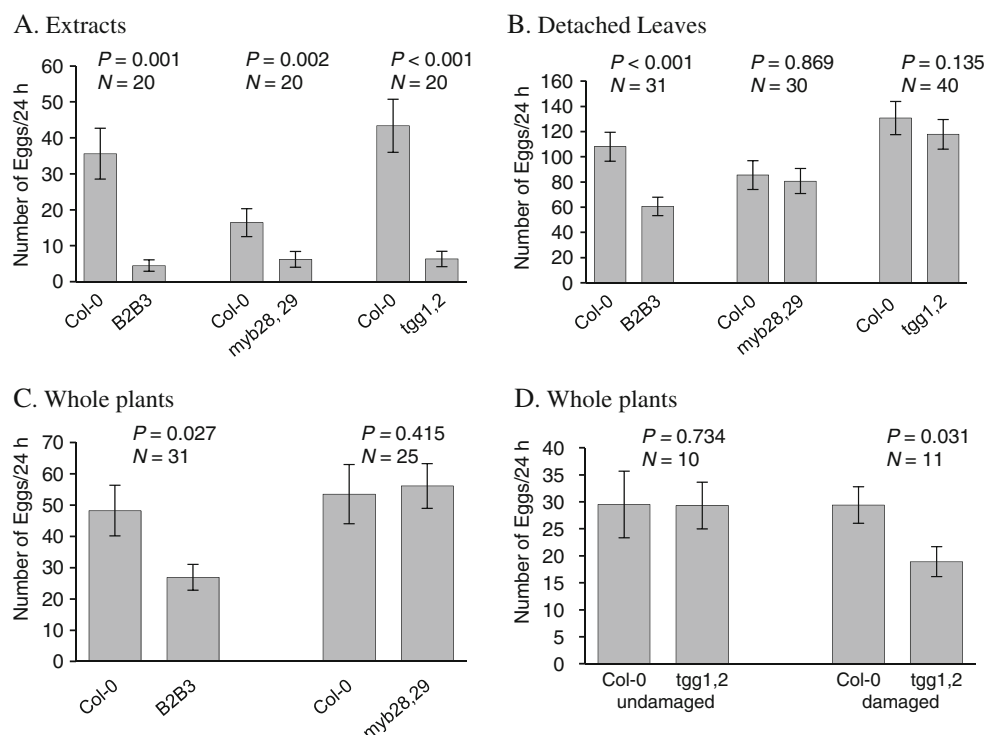 A. Extracts
P = 0.001 P = 0.002 P < 0.001
N = 20 N = 20 N = 20
Number of Eggs/24 h
60
50
40
30
20
10
0
Col-0 B2B3 Col-0 myb28, 29 Col-0 tgg1,2
B. Detached Leaves
P < 0.001 P = 0.869 P = 0.135
N = 31 N = 30 N = 40
Number of Eggs/24 h
160
140
120
100
80
60
40
20
0
Col-0 B2B3 Col-0 myb28,29 Col-0 tgg1,2
C. Whole plants
P = 0.027 P = 0.415
N = 31 N = 25
Number of Eggs/24 h
70
60
50
40
30
20
10
0
Col-0 B2B3 Col-0 myb28,29
D. Whole plants
P = 0.734 P = 0.031
N = 10 N = 11
Number of Eggs/24 h
40
35
30
25
20
15
10
5
0
Col-0 tgg1,2 Col-0 tgg1,2
undamaged damaged